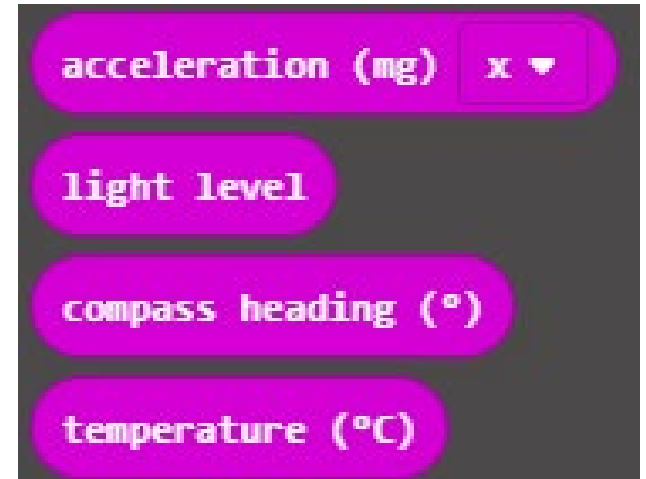 acceleration (mg) x
light level
compass heading (°)
temperature (°C)